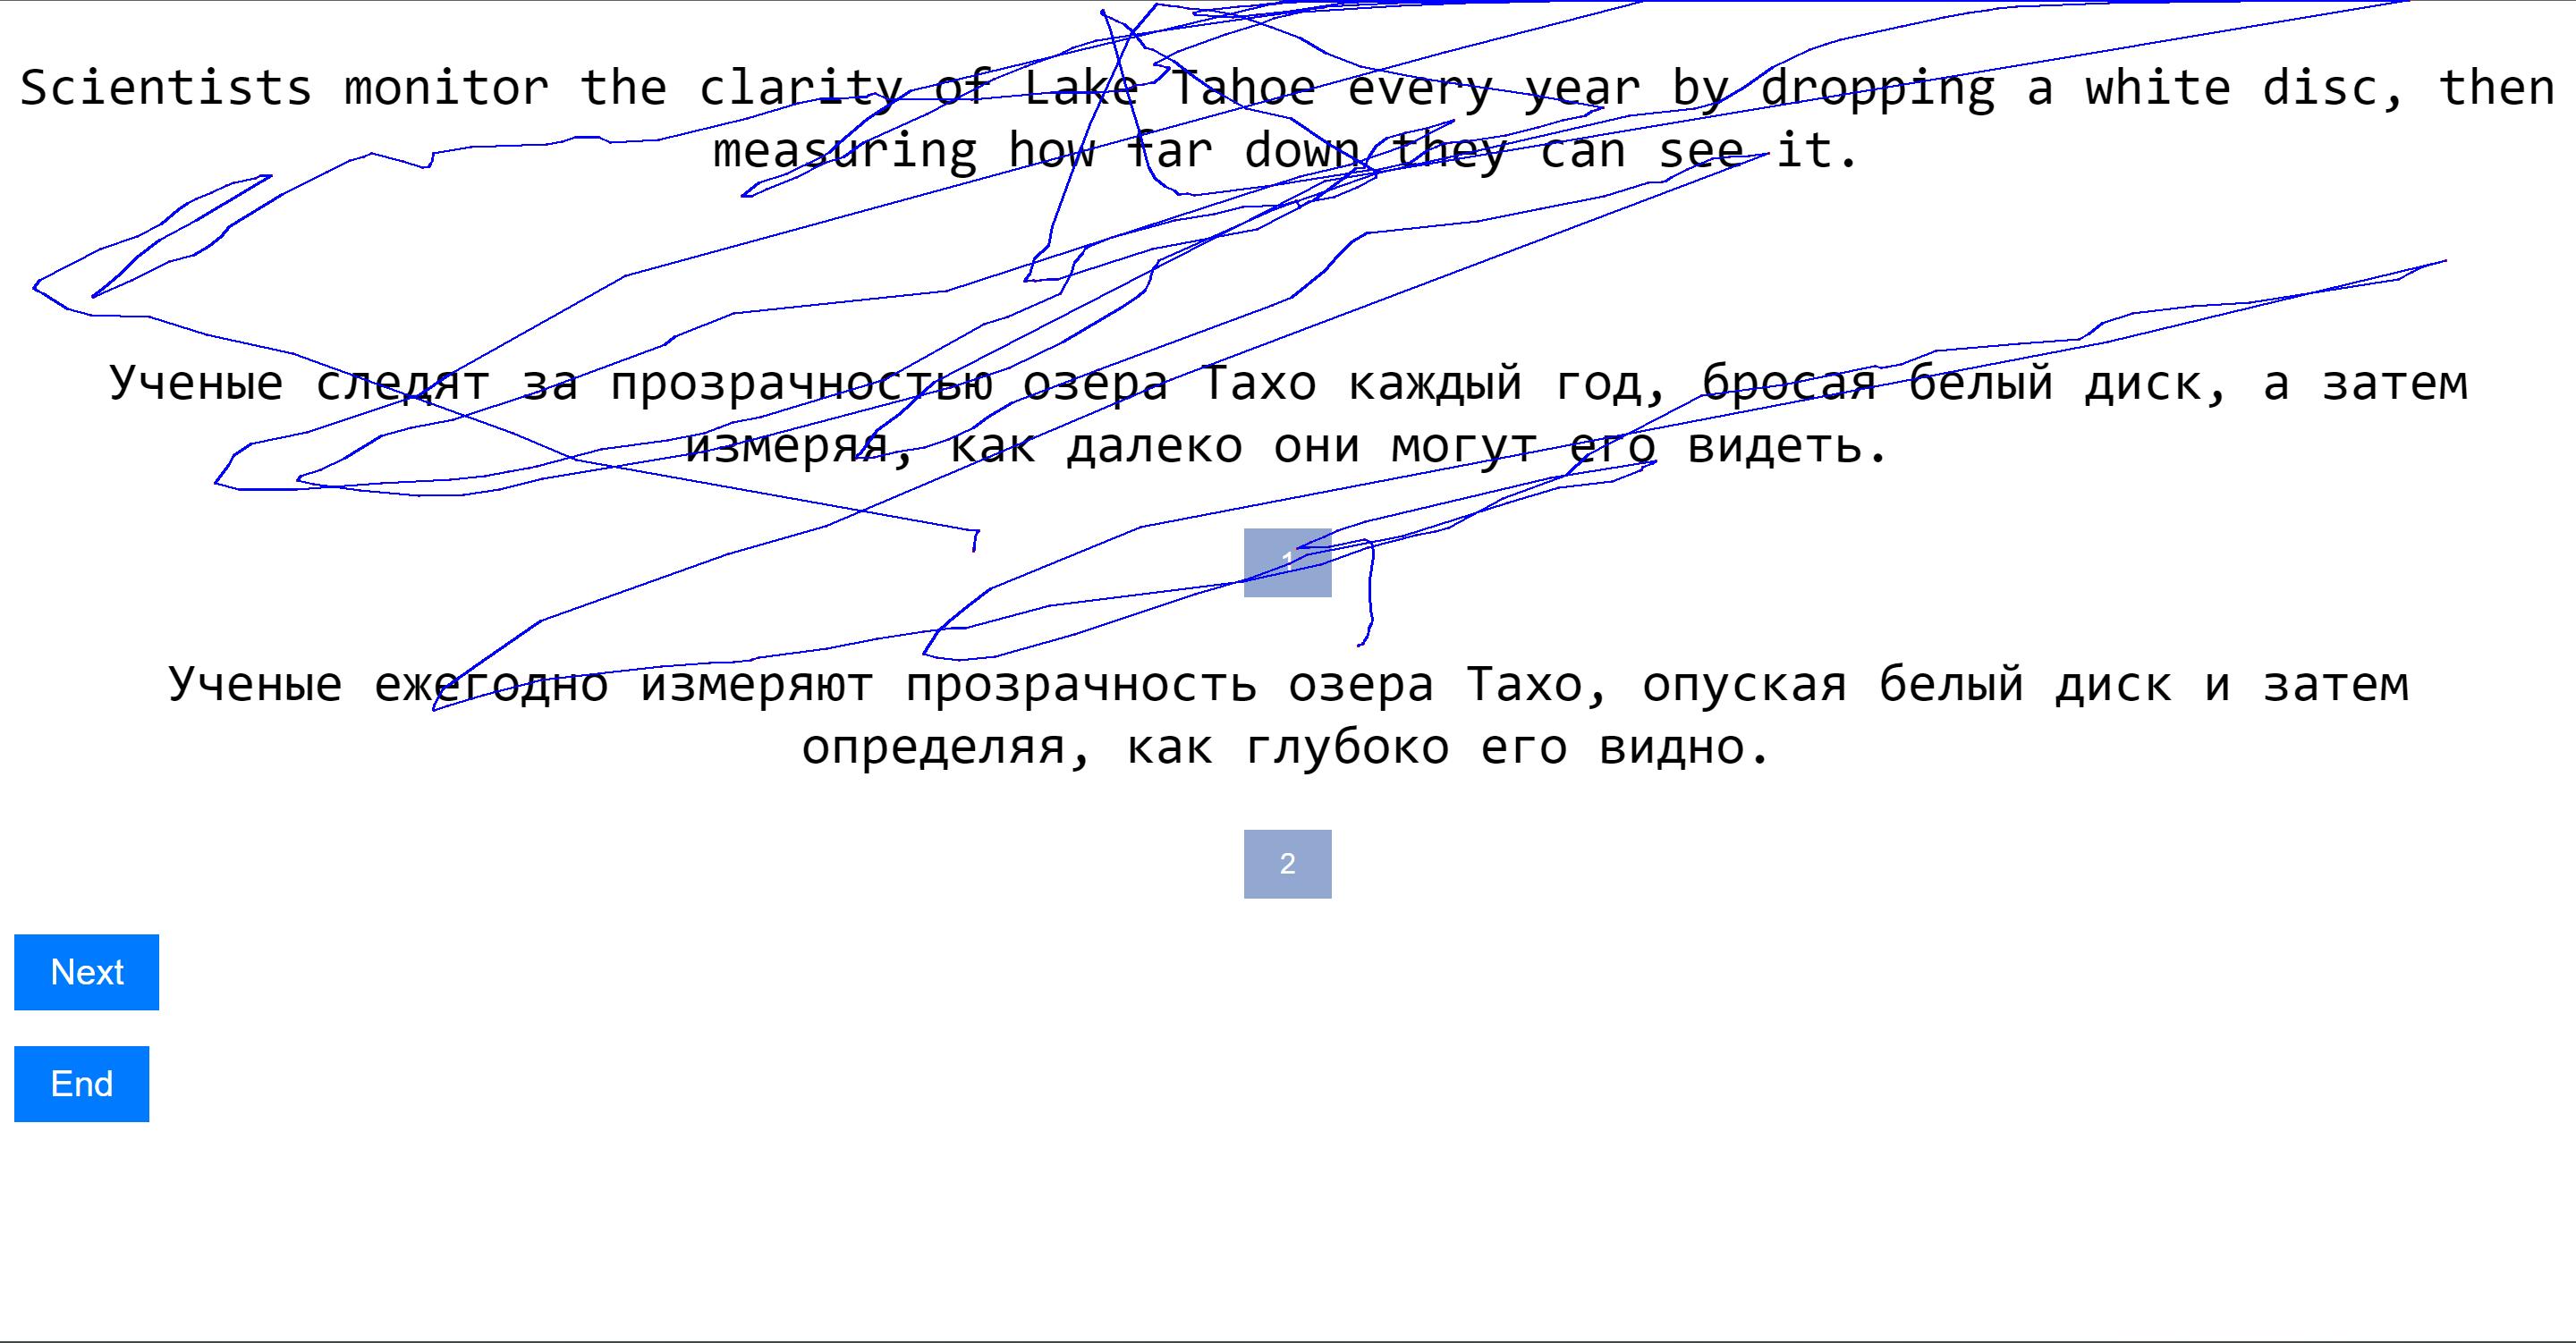 Scientists monitor the clarity of Lake Tahoe every year by dropping a white disc, then
measuring how far down they can see it.
Ученые следят за прозрачностью озера Тахо каждый год, бросая белый диск, а затем
измеряя, как далеко они могут его видеть.
1
Ученые ежегодно измеряют прозрачность озера Тахо, опуская белый диск и затем
определяя, как глубоко его видно.
2
Next
End